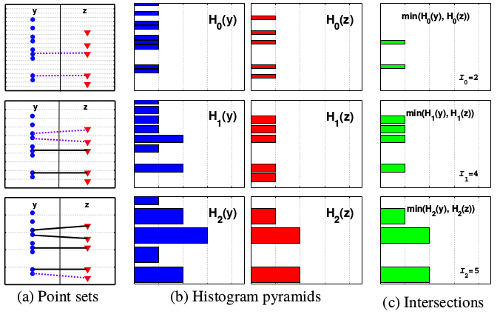 y z
H0(y)
H0(z)
min(H0(y), H0(z))
I0=2
y z
H1(y)
H1(z)
min(H1(y), H1(z))
I1=4
y z
H2(y)
H2(z)
min(H2(y), H2(z))
I2=5
(a) Point sets
(b) Histogram pyramids
(c) Intersections